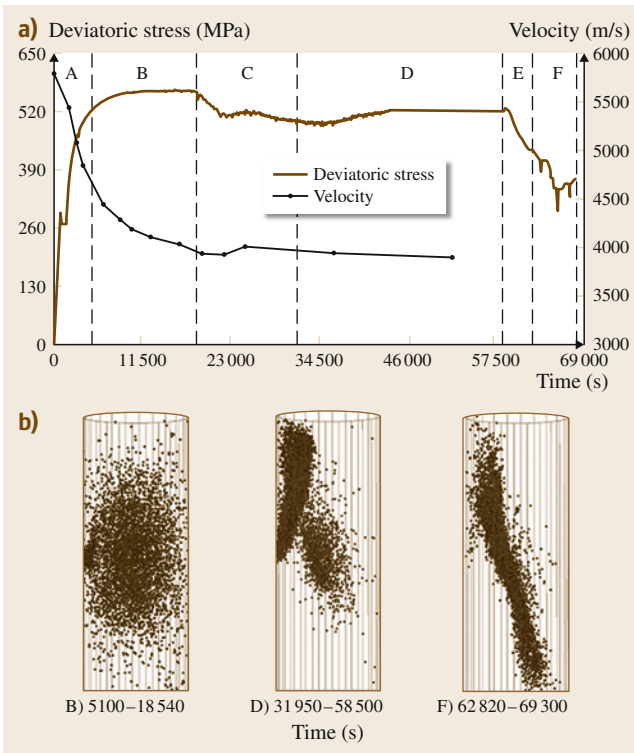 a) Deviatoric stress (MPa) Velocity (m/s)
650 6000
A B C D E F
520 5500
390 5000
Deviatoric stress
Velocity
260 4500
4000
130 3500
0 3000
0 11 500 23 000 34 500 46 000 57 500 69 000
Time (s)
b)
B) 5100–18 540 D) 31 950–58 500 F) 62 820–69 300
Time (s)